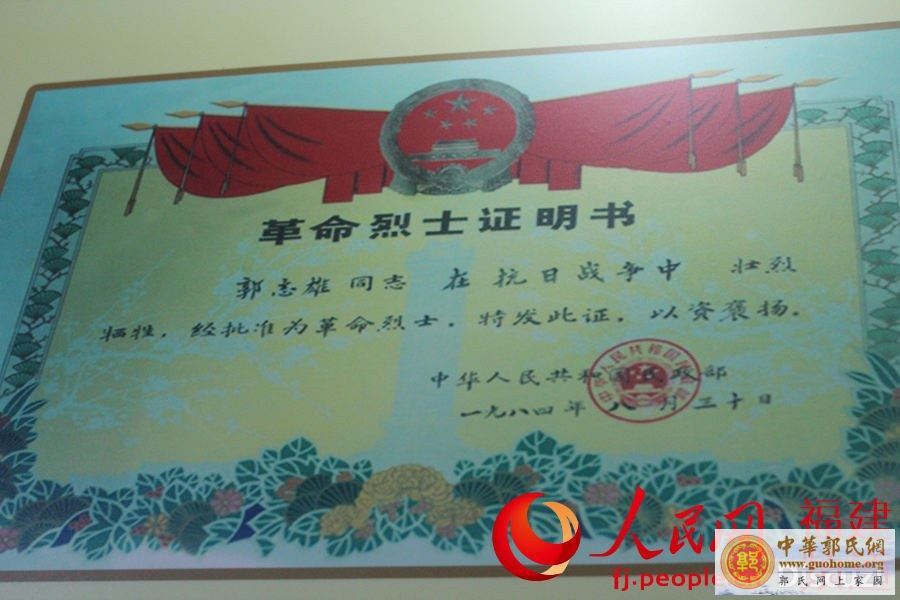 革命烈士证明书
郭志雄同志 在抗日战争中 壮烈
牺牲，经批准为革命烈士。特发此证，以资褒扬。
中华人民共和国民政部
一九八四年 八 月三十日
人民网 福建
fj.people
中華郭氏網
www.guohome.org
郭氏网上家园